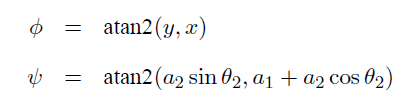 ϕ = atan2(y, x)
ψ = atan2(a₂ sin θ₂, a₁ + a₂ cos θ₂)